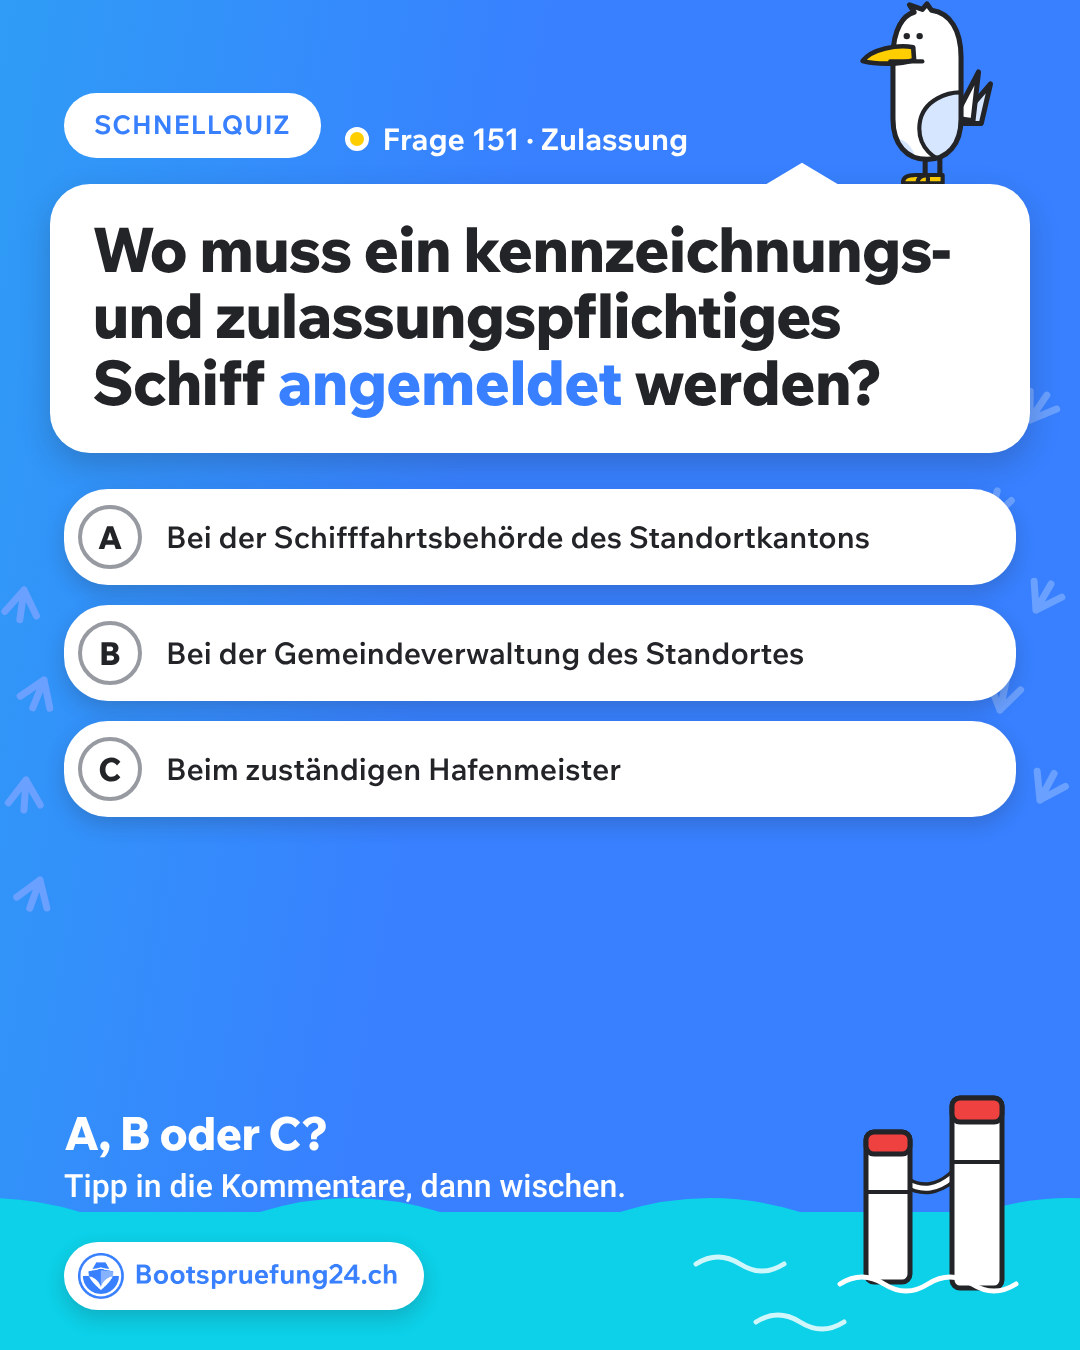 SCHNELLQUIZ
Frage 151 · Zulassung
Wo muss ein kennzeichnungs-
und zulassungspflichtiges
Schiff angemeldet werden?
A Bei der Schifffahrtsbehörde des Standortkantons
B Bei der Gemeindeverwaltung des Standortes
C Beim zuständigen Hafenmeister
A, B oder C?
Tipp in die Kommentare, dann wischen.
Bootspruefung24.ch